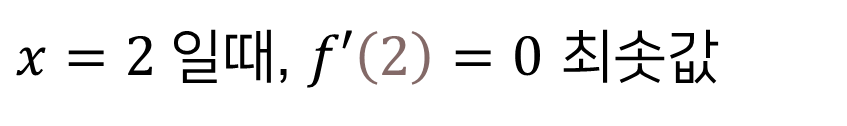 x = 2 일때, f′(2) = 0 최솟값